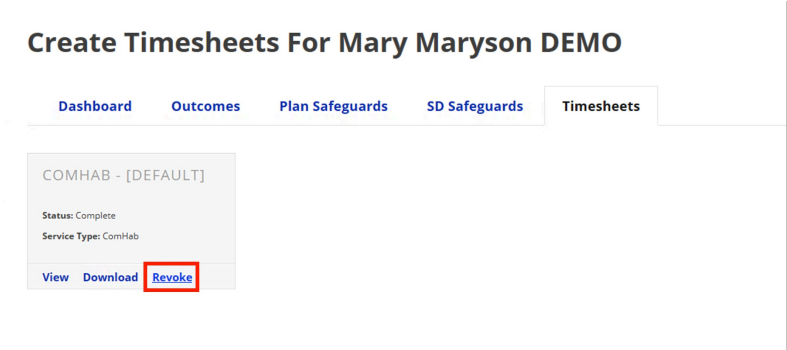 Create Timesheets For Mary Maryson DEMO
Dashboard Outcomes Plan Safeguards SD Safeguards Timesheets
COMHAB - [DEFAULT]
Status: Complete
Service Type: ComHab
View Download Revoke